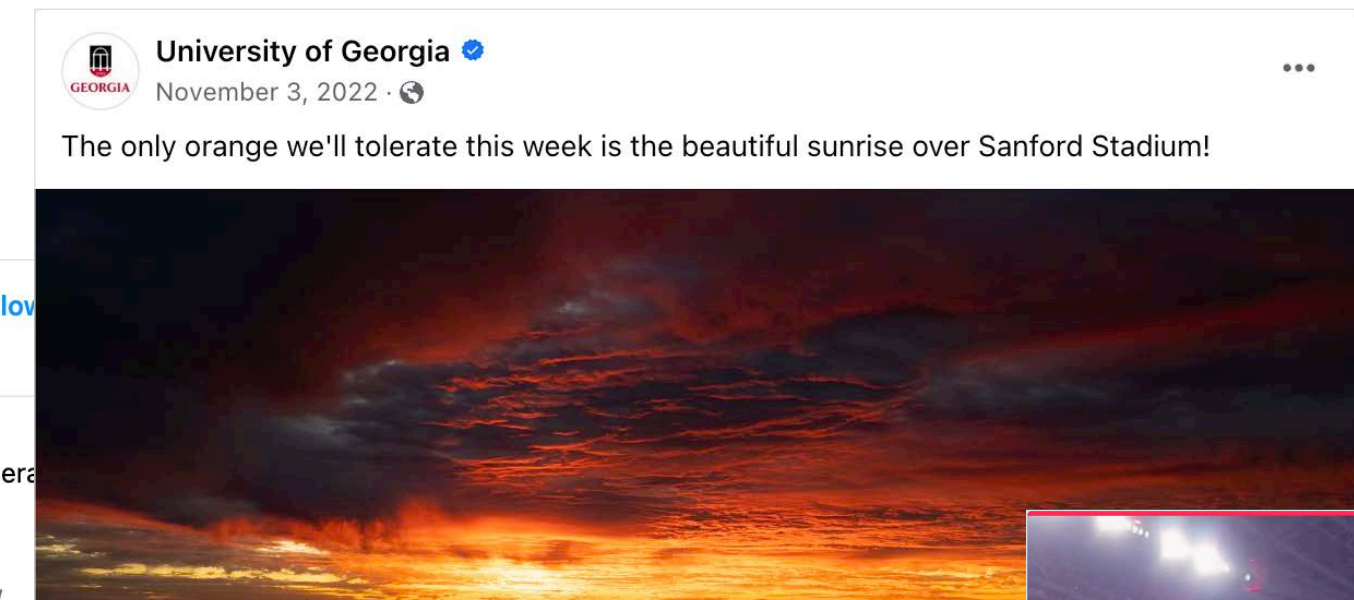 University of Georgia
GEORGIA
November 3, 2022 ·
The only orange we'll tolerate this week is the beautiful sunrise over Sanford Stadium!